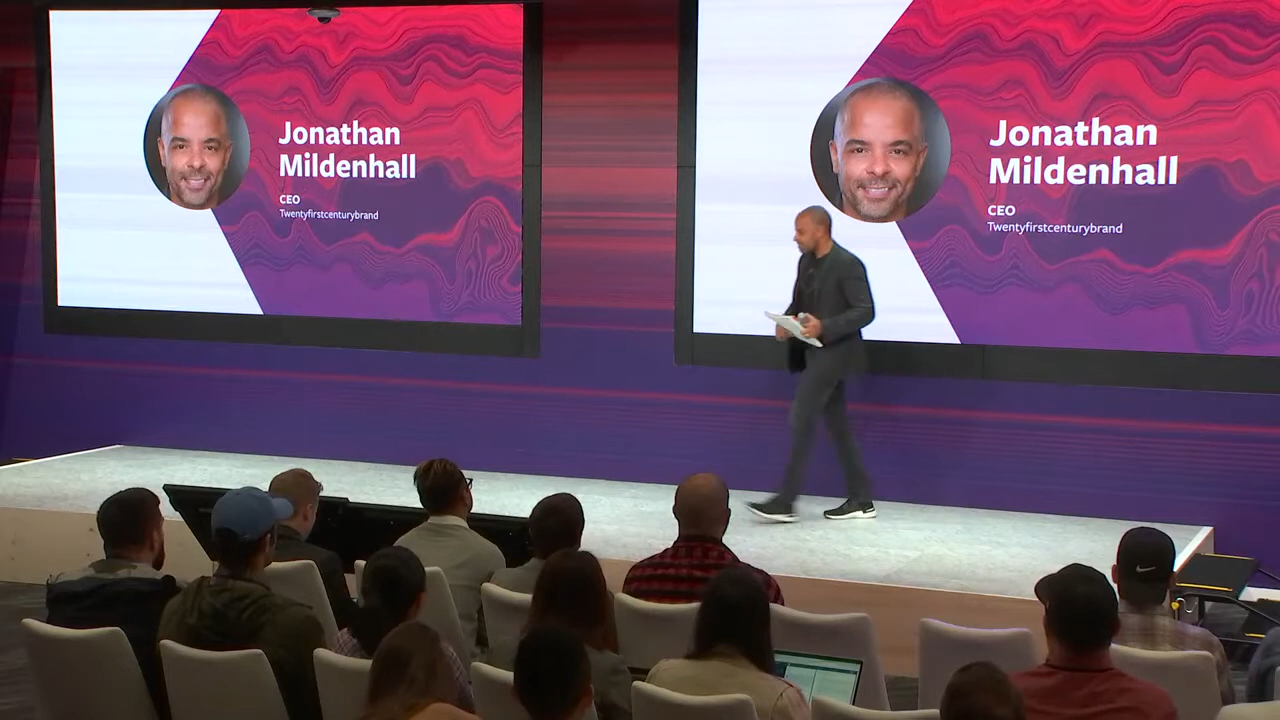 Jonathan
Mildenhall
CEO
Twentyfirstcenturybrand
Jonathan
Mildenhall
CEO
Twentyfirstcenturybrand